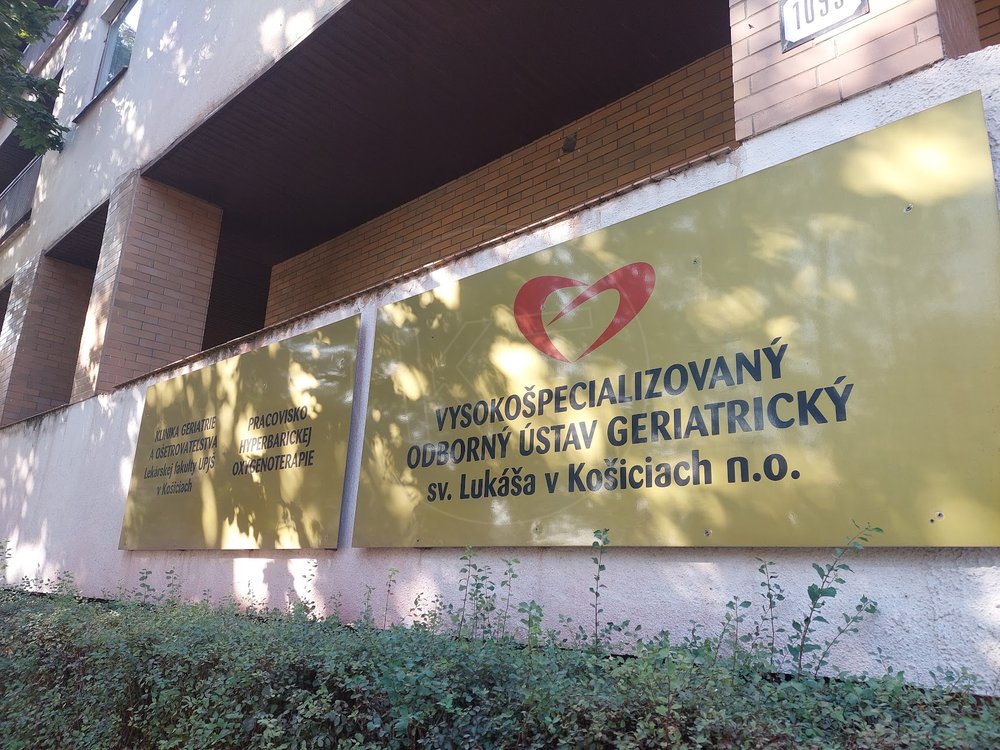 KLINIKA GERIATRIE
A OŠETROVATEĽSTVA
Lekárskej fakulty UPJŠ
v Košiciach
PRACOVISKO
HYPERBARICKEJ
OXYGENOTERAPIE
VYSOKOŠPECIALIZOVANÝ
ODBORNÝ ÚSTAV GERIATRICKÝ
sv. Lukáša v Košiciach n.o.